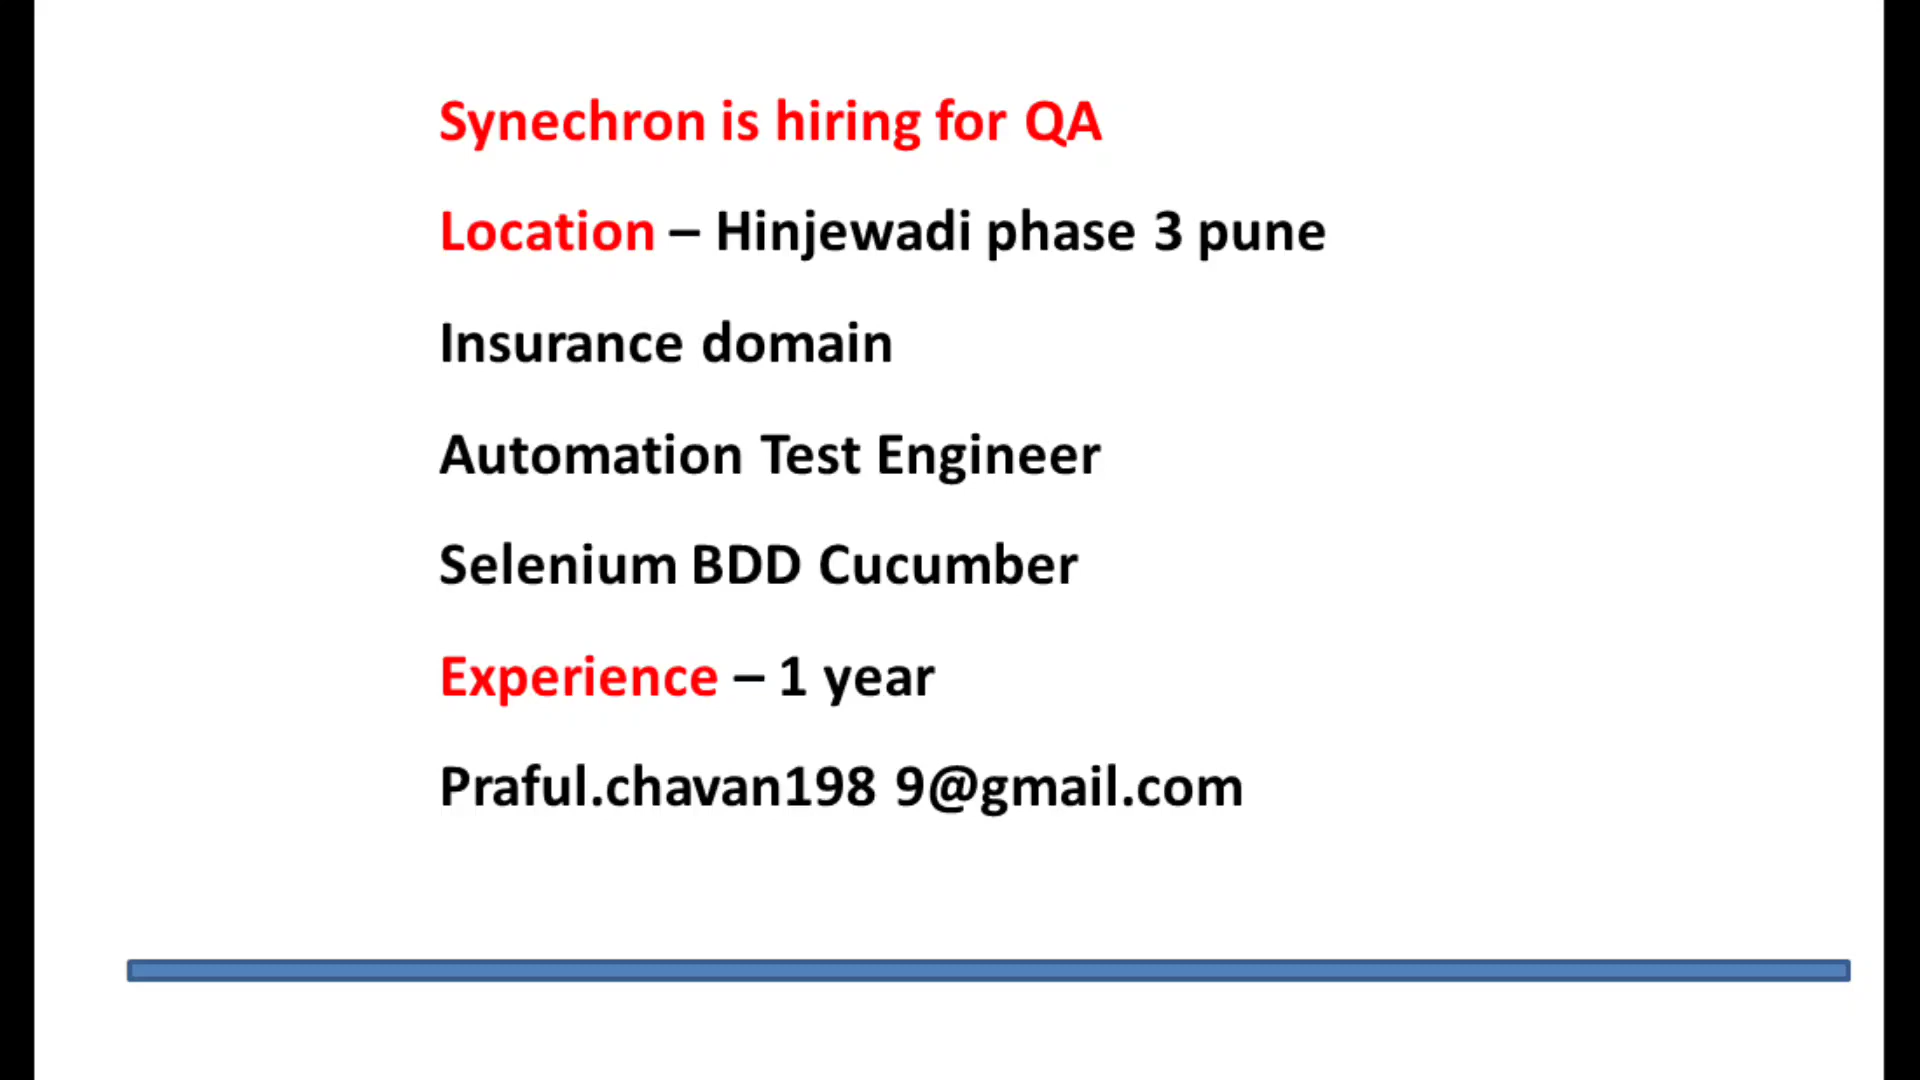 Synechron is hiring for QA
Location – Hinjewadi phase 3 pune
Insurance domain
Automation Test Engineer
Selenium BDD Cucumber
Experience – 1 year
Praful.chavan198 9@gmail.com